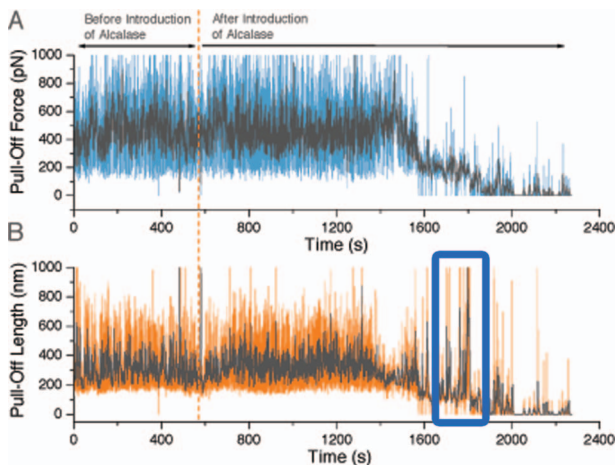 A
Before Introduction
of Alcalase
After Introduction
of Alcalase
Pull-Off Force (pN)
1000
800
600
400
200
0
0 400 800 1200 1600 2000 2400
Time (s)
B
Pull-Off Length (nm)
1000
800
600
400
200
0
0 400 800 1200 1600 2000 2400
Time (s)